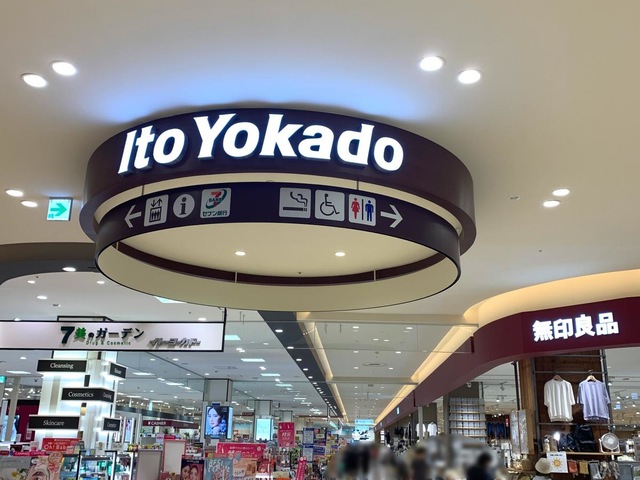 Ito Yokado
セブン銀行
7美のガーデン
Drug & Cosmetic
無印良品
Cleansing
Cosmetics
Skincare